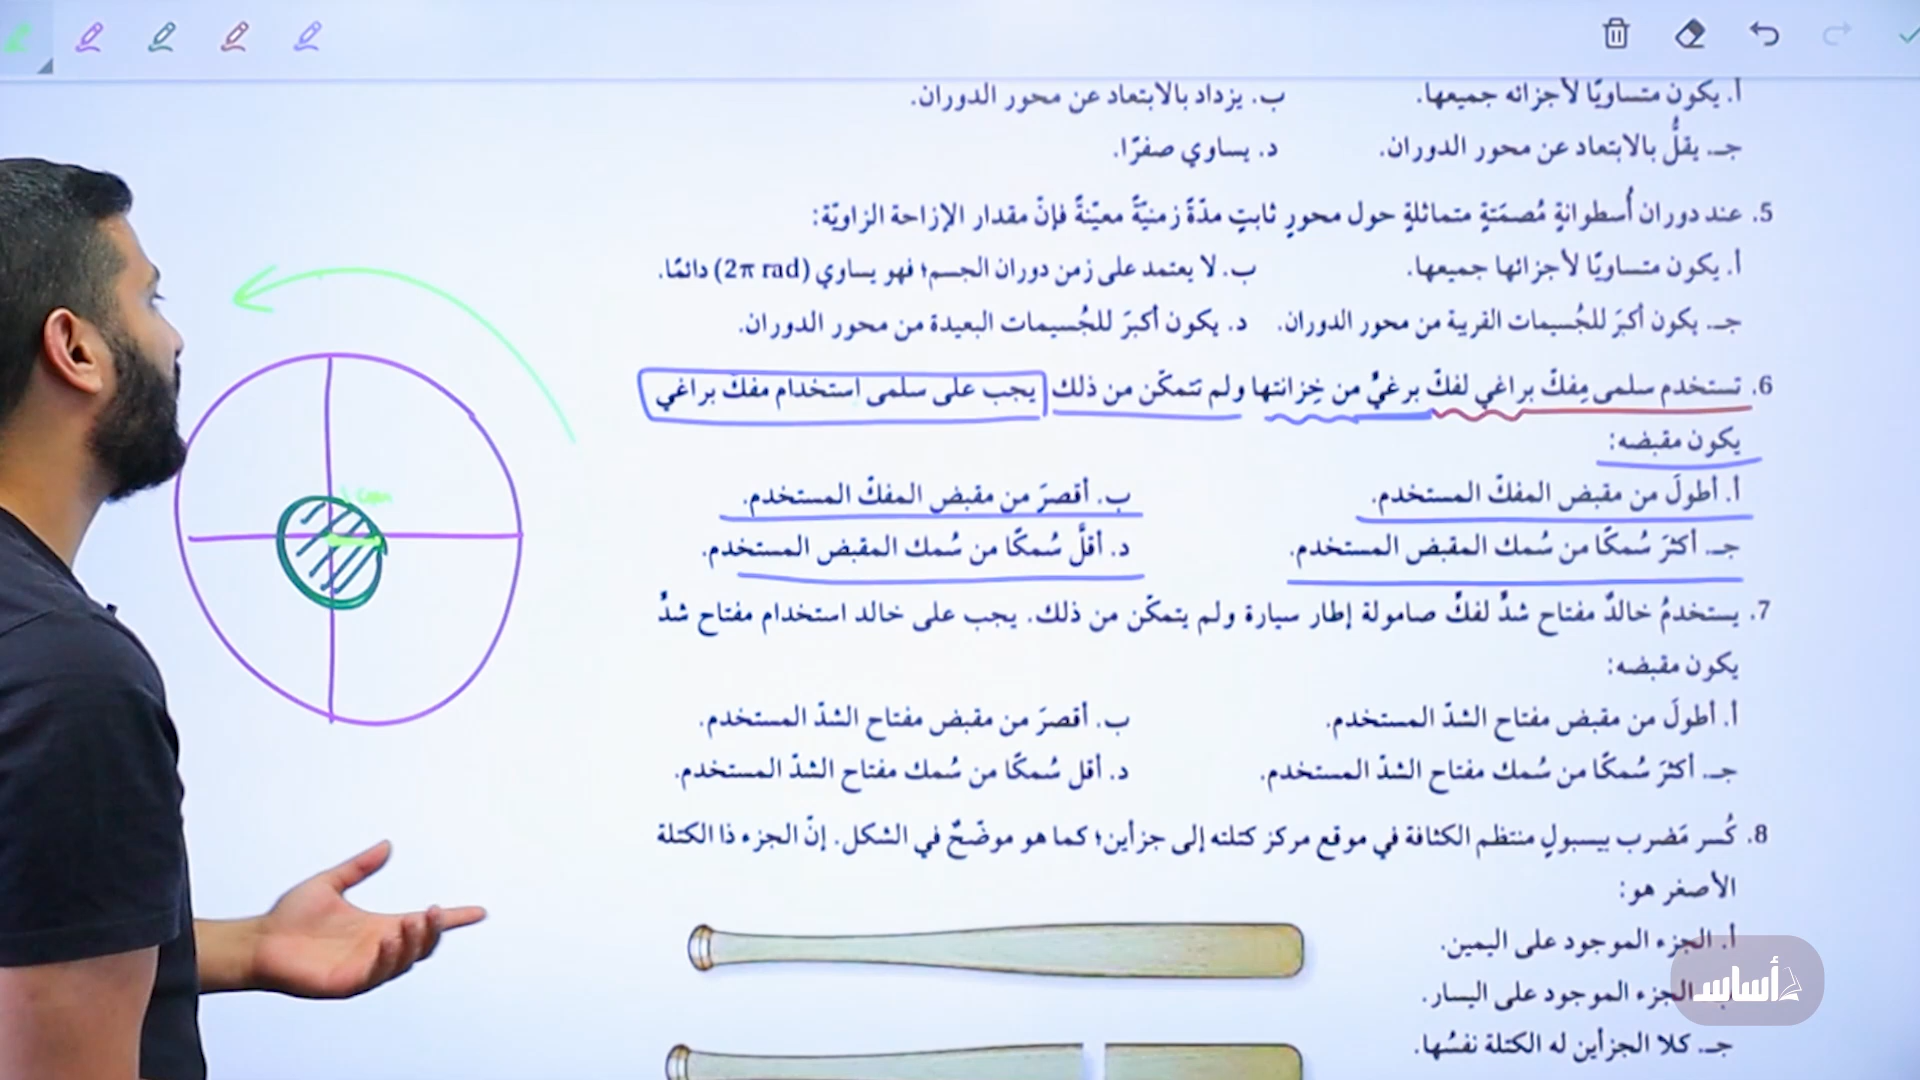 أ. يكون متساويًا لأجزائه جميعها. ب. يزداد بالابتعاد عن محور الدوران.
جـ. يقلُّ بالابتعاد عن محور الدوران. د. يساوي صفرًا.
5. عند دوران أُسطوانةٍ مُصمَتةٍ متماثلةٍ حول محورٍ ثابتٍ مدّةً زمنيّةً معيّنةً فإنّ مقدار الإزاحة الزاويّة:
أ. يكون متساويًا لأجزائها جميعها. ب. لا يعتمد على زمن دوران الجسم؛ فهو يساوي (2π rad) دائمًا.
جـ. يكون أكبرَ للجُسيمات القريبة من محور الدوران. د. يكون أكبرَ للجُسيمات البعيدة من محور الدوران.
6. تستخدم سلمى مِفكّ براغي لفكّ برغيٍّ من خِزانتها ولم تتمكّن من ذلك يجب على سلمى استخدام مفكّ براغي
يكون مقبضه:
أ. أطولَ من مقبض المفكّ المستخدم. ب. أقصرَ من مقبض المفكّ المستخدم.
جـ. أكثرَ سُمكًا من سُمك المقبض المستخدم. د. أقلَّ سُمكًا من سُمك المقبض المستخدم.
7. يستخدمُ خالدٌ مفتاح شدٍّ لفكّ صامولة إطار سيارة ولم يتمكّن من ذلك. يجب على خالد استخدام مفتاح شدٍّ
يكون مقبضه:
أ. أطولَ من مقبض مفتاح الشدّ المستخدم. ب. أقصرَ من مقبض مفتاح الشدّ المستخدم.
جـ. أكثرَ سُمكًا من سُمك مفتاح الشدّ المستخدم. د. أقل سُمكًا من سُمك مفتاح الشدّ المستخدم.
8. كُسر مَضرب بيسبولٍ منتظم الكثافة في موقع مركز كتلته إلى جزأين؛ كما هو موضّحٌ في الشكل. إنّ الجزء ذا الكتلة
الأصغر هو:
أ. الجزء الموجود على اليمين.
ب. الجزء الموجود على اليسار.
جـ. كلا الجزأين له الكتلة نفسُها.
أساس